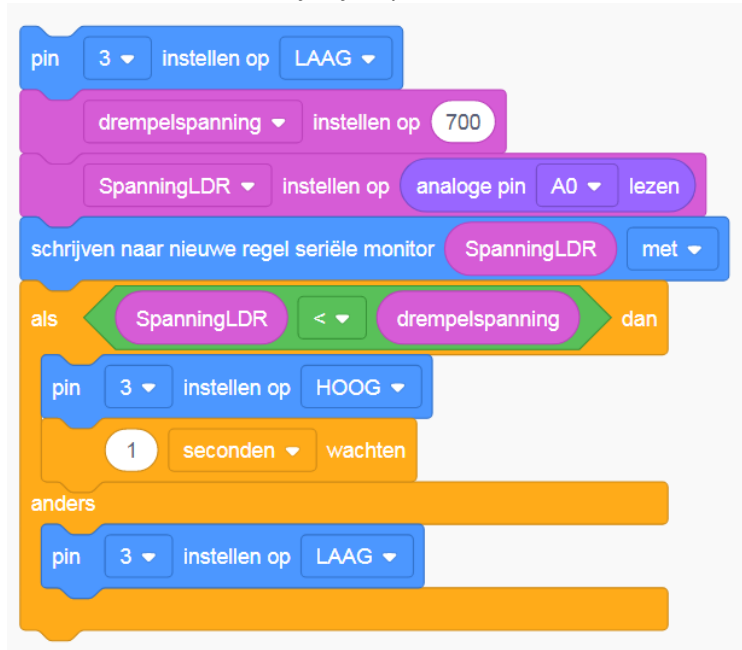 pin 3 instellen op LAAG
drempelspanning instellen op 700
SpanningLDR instellen op analoge pin A0 lezen
schrijven naar nieuwe regel seriële monitor SpanningLDR met
als SpanningLDR < drempelspanning dan
pin 3 instellen op HOOG
1 seconden wachten
anders
pin 3 instellen op LAAG